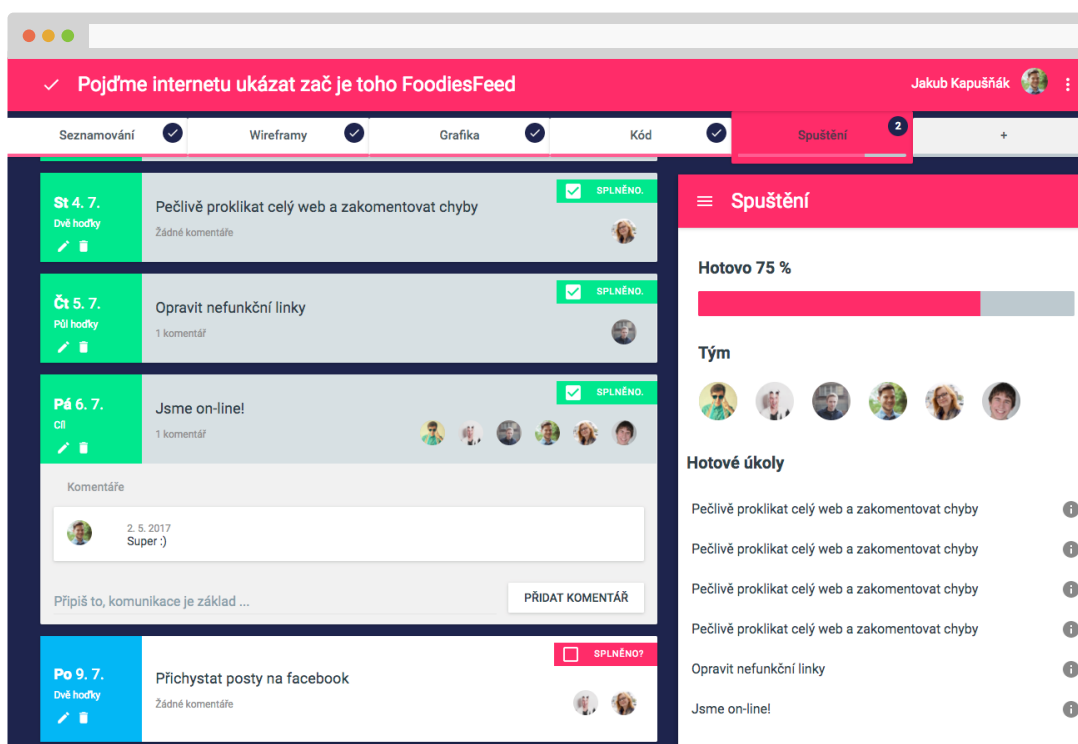 Pojďme internetu ukázat zač je toho FoodiesFeed
Jakub Kapušňák
Seznamování
Wireframy
Grafika
Kód
Spuštění
2
+
St 4. 7.
Dvě hoďky
Pečlivě proklikat celý web a zakomentovat chyby
Žádné komentáře
SPLNĚNO.
Čt 5. 7.
Půl hoďky
Opravit nefunkční linky
1 komentář
SPLNĚNO.
Pá 6. 7.
Cíl
Jsme on-line!
1 komentář
SPLNĚNO.
Komentáře
2. 5. 2017
Super :)
Připiš to, komunikace je základ ...
PŘIDAT KOMENTÁŘ
Po 9. 7.
Dvě hoďky
Přichystat posty na facebook
Žádné komentáře
SPLNĚNO?
Spuštění
Hotovo 75 %
Tým
Hotové úkoly
Pečlivě proklikat celý web a zakomentovat chyby
Pečlivě proklikat celý web a zakomentovat chyby
Pečlivě proklikat celý web a zakomentovat chyby
Pečlivě proklikat celý web a zakomentovat chyby
Opravit nefunkční linky
Jsme on-line!